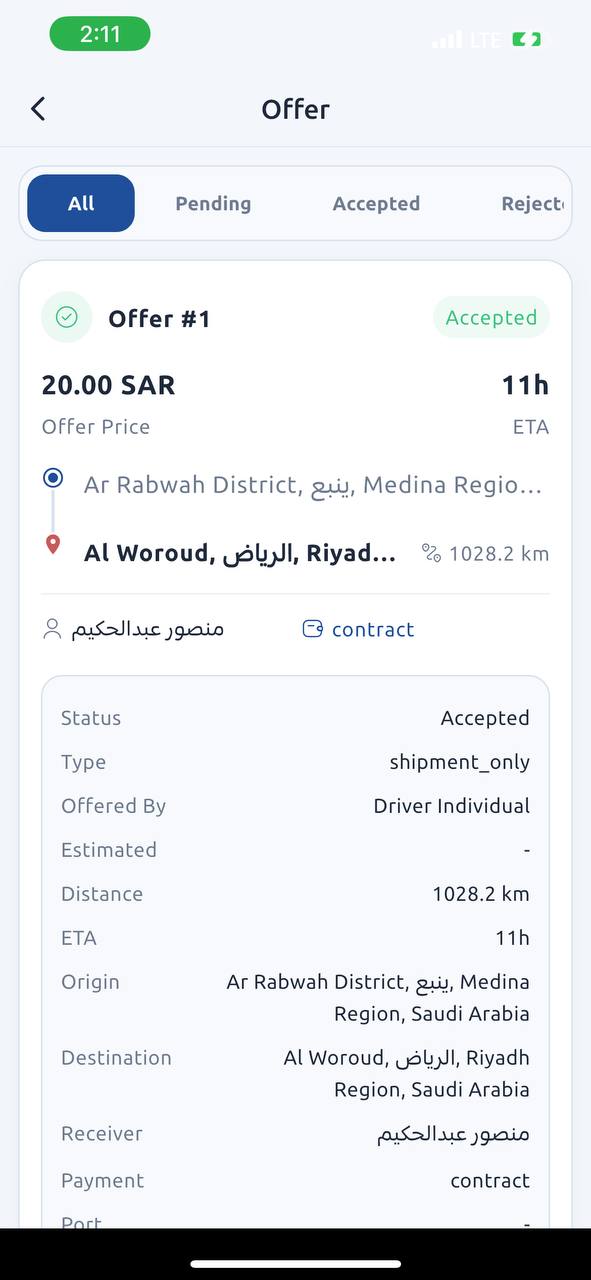 2:11
LTE
Offer
All Pending Accepted Reject
Offer #1 Accepted
20.00 SAR 11h
Offer Price ETA
Ar Rabwah District, ينبع, Medina Regio...
Al Woroud, الرياض, Riyad... 1028.2 km
منصور عبدالحكيم contract
Status Accepted
Type shipment_only
Offered By Driver Individual
Estimated -
Distance 1028.2 km
ETA 11h
Origin Ar Rabwah District, ينبع, Medina
Region, Saudi Arabia
Destination Al Woroud, الرياض, Riyadh
Region, Saudi Arabia
Receiver منصور عبدالحكيم
Payment contract
Port -